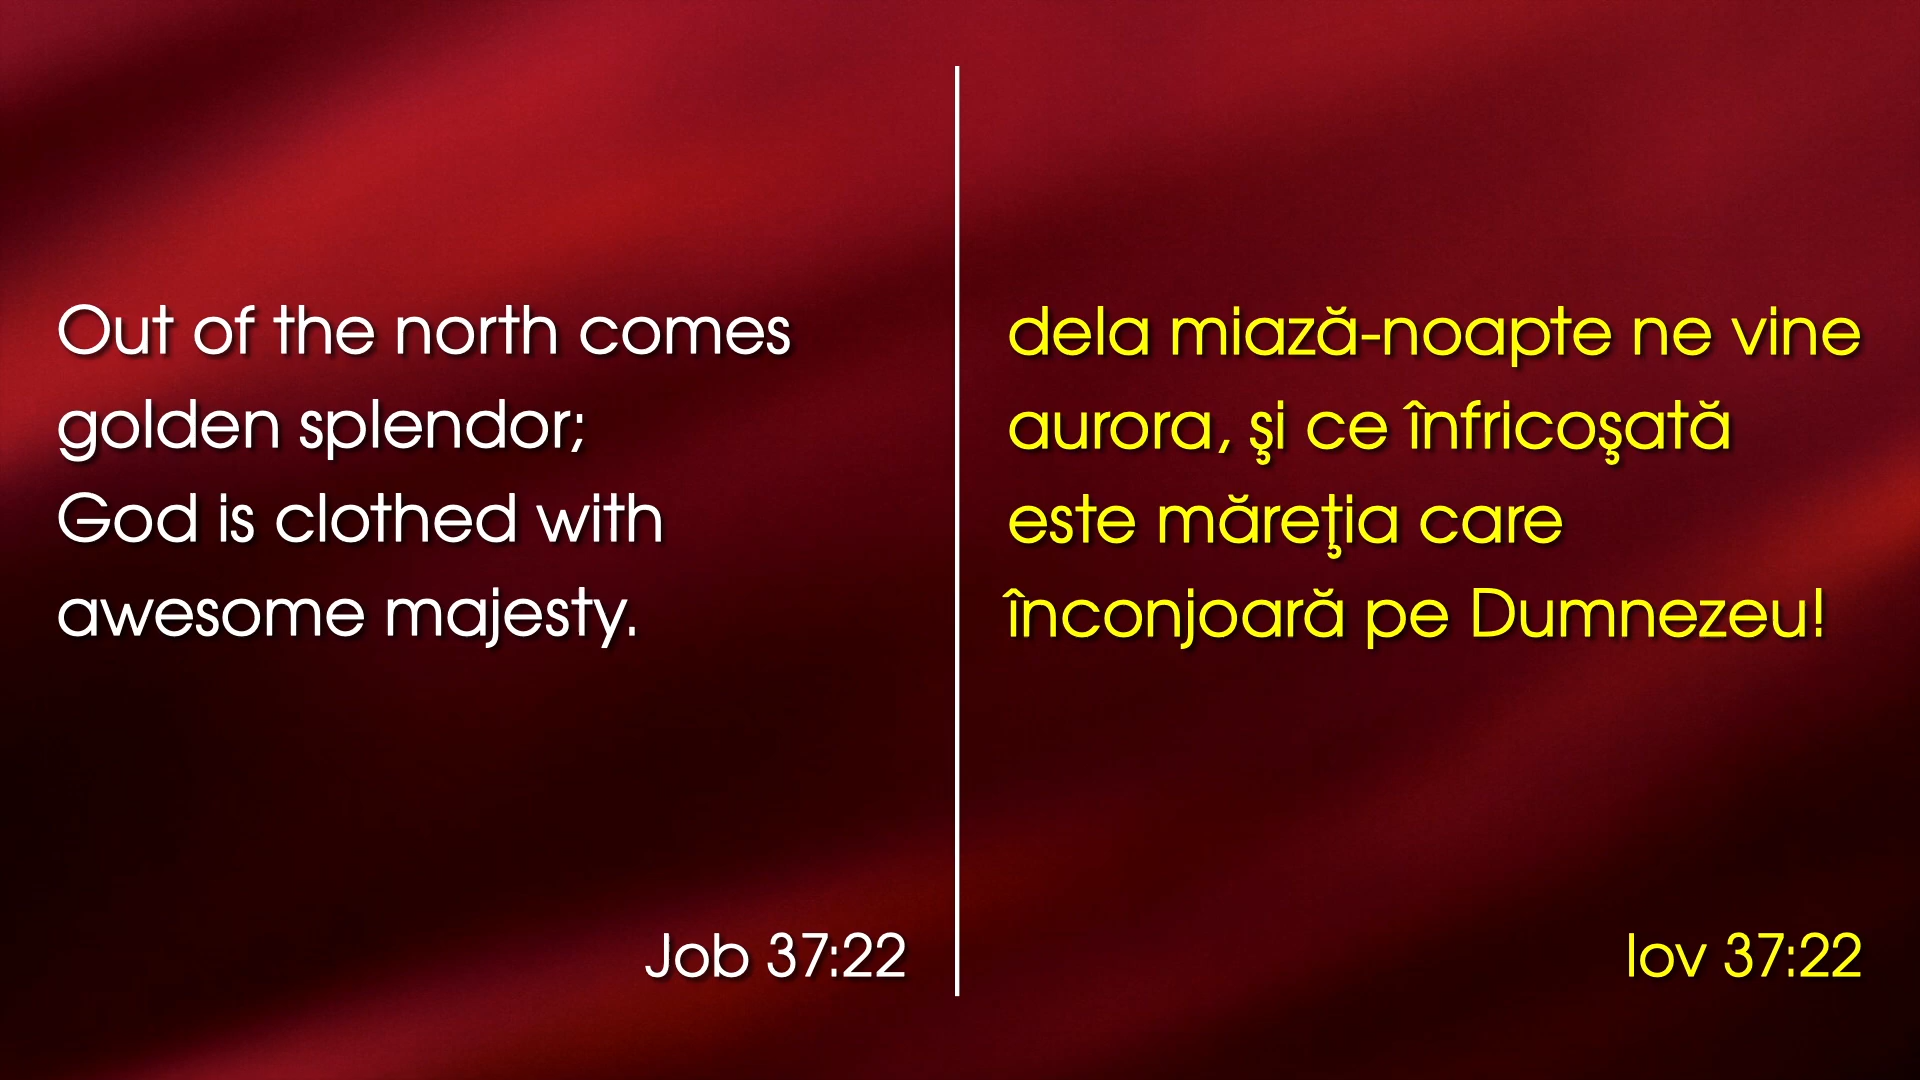 Out of the north comes
golden splendor;
God is clothed with
awesome majesty.
Job 37:22
dela miază-noapte ne vine
aurora, şi ce înfricoşată
este măreţia care
înconjoară pe Dumnezeu!
Iov 37:22